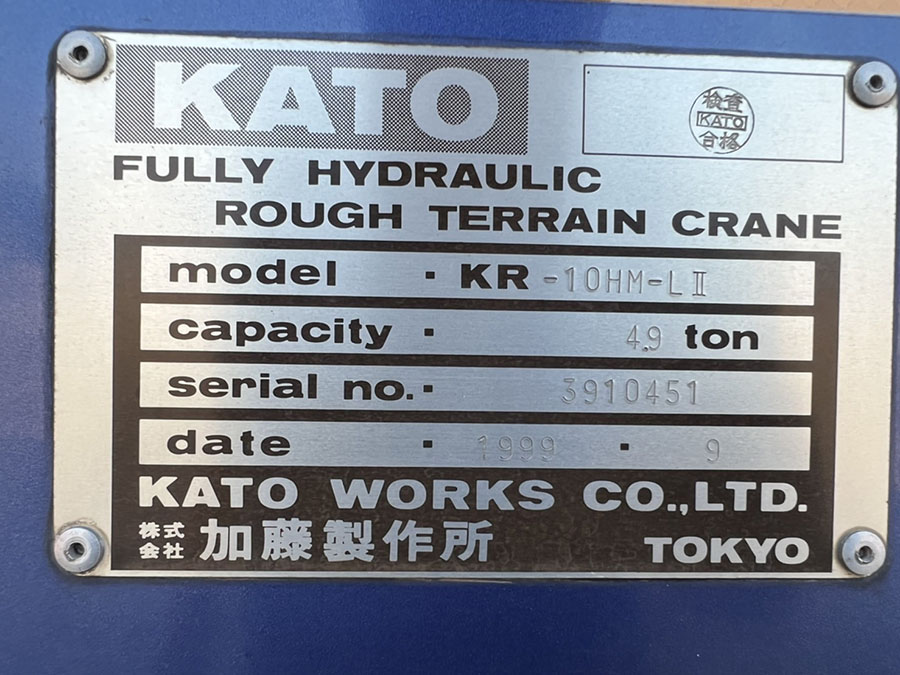 KATO
検査
KATO
合格
FULLY HYDRAULIC
ROUGH TERRAIN CRANE
model · KR -10HM-LⅡ
capacity · 4.9 ton
serial no. · 3910451
date · 1999 · 9
KATO WORKS CO.,LTD.
株式会社 加藤製作所 TOKYO